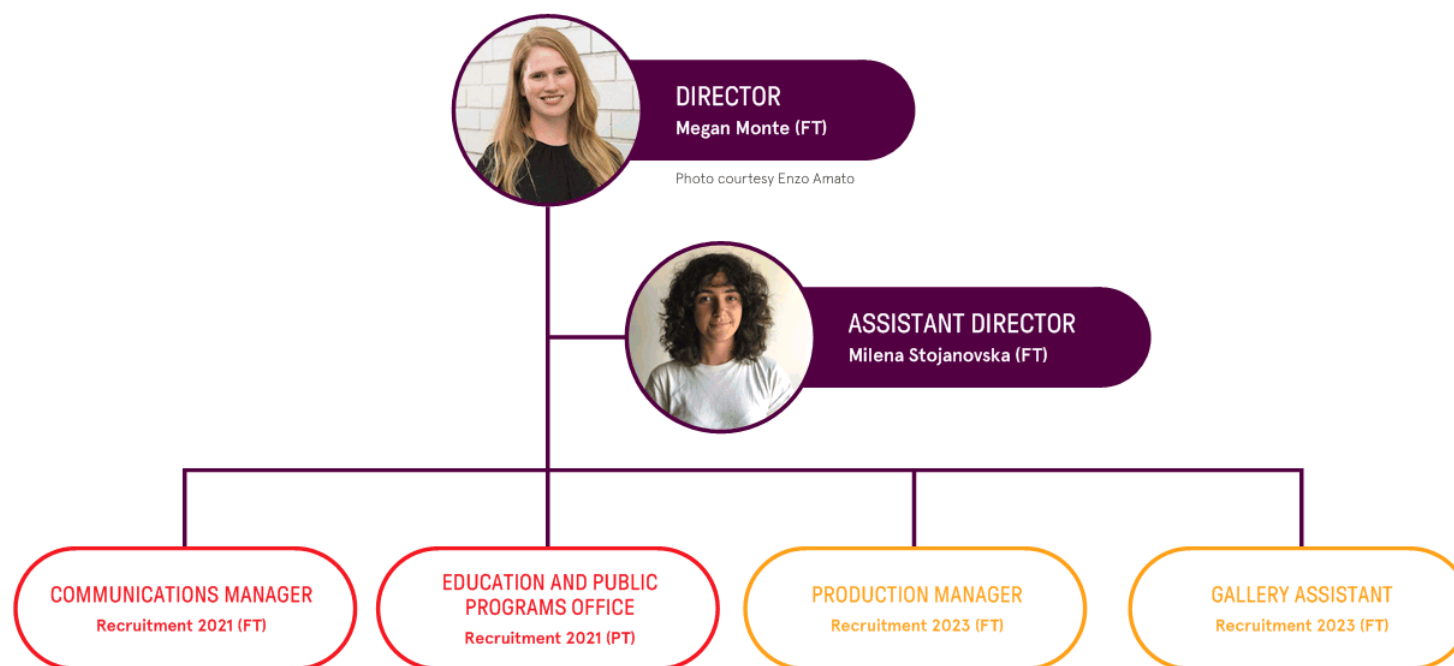 DIRECTOR
Megan Monte (FT)
Photo courtesy Enzo Amato
ASSISTANT DIRECTOR
Milena Stojanovska (FT)
COMMUNICATIONS MANAGER
Recruitment 2021 (FT)
EDUCATION AND PUBLIC
PROGRAMS OFFICE
Recruitment 2021 (PT)
PRODUCTION MANAGER
Recruitment 2023 (FT)
GALLERY ASSISTANT
Recruitment 2023 (FT)